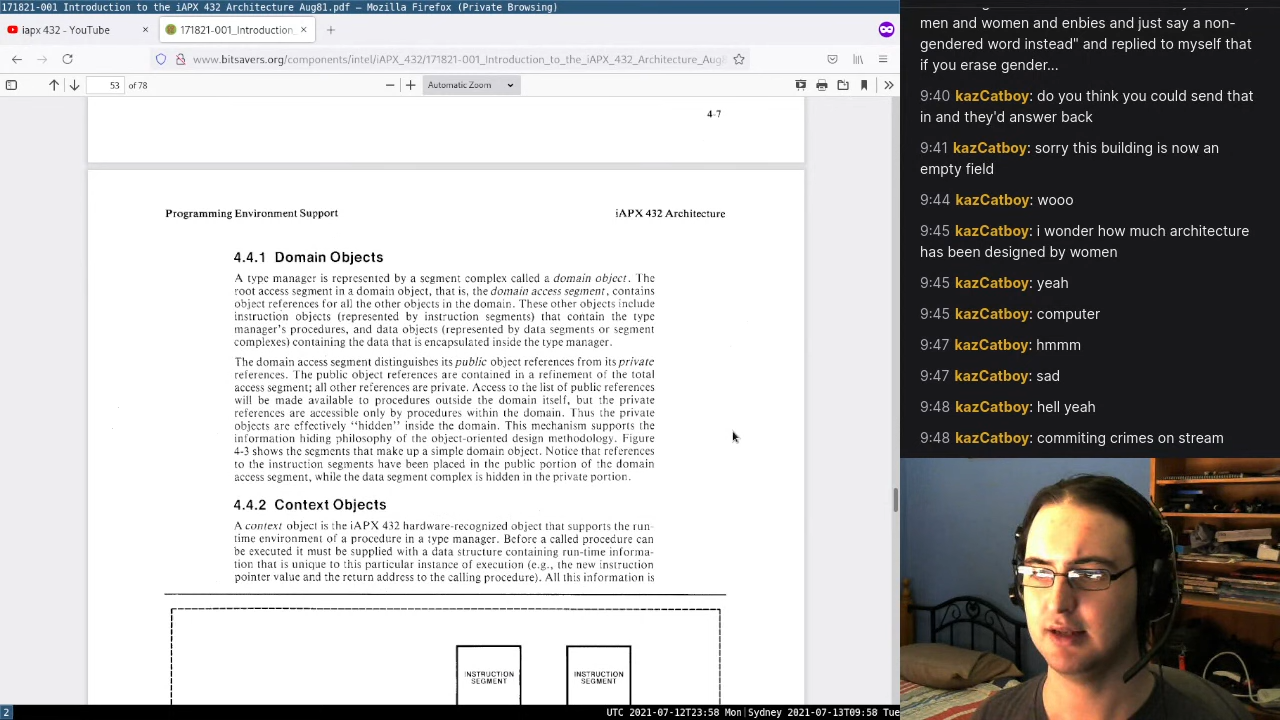 171821-001 Introduction to the iAPX 432 Architecture Aug81.pdf — Mozilla Firefox (Private Browsing)
iapx 432 - YouTube
171821-001_Introduction_
www.bitsavers.org/components/intel/iAPX_432/171821-001_Introduction_to_the_iAPX_432_Architecture_Aug8
53 of 78
Automatic Zoom
4-7
Programming Environment Support
iAPX 432 Architecture
4.4.1 Domain Objects
A type manager is represented by a segment complex called a domain object. The
root access segment in a domain object, that is, the domain access segment, contains
object references for all the other objects in the domain. These other objects include
instruction objects (represented by instruction segments) that contain the type
manager's procedures, and data objects (represented by data segments or segment
complexes) containing the data that is encapsulated inside the type manager.
The domain access segment distinguishes its public object references from its private
references. The public object references are contained in a refinement of the total
access segment; all other references are private. Access to the list of public references
will be made available to procedures outside the domain itself, but the private
references are accessible only by procedures within the domain. Thus the private
objects are effectively "hidden" inside the domain. This mechanism supports the
information hiding philosophy of the object-oriented design methodology. Figure
4-3 shows the segments that make up a simple domain object. Notice that references
to the instruction segments have been placed in the public portion of the domain
access segment, while the data segment complex is hidden in the private portion.
4.4.2 Context Objects
A context object is the iAPX 432 hardware-recognized object that supports the run-
time environment of a procedure in a type manager. Before a called procedure can
be executed it must be supplied with a data structure containing run-time informa-
tion that is unique to this particular instance of execution (e.g., the new instruction
pointer value and the return address to the calling procedure). All this information is
INSTRUCTION
SEGMENT
INSTRUCTION
SEGMENT
men and women and enbies and just say a non-
gendered word instead" and replied to myself that
if you erase gender...
9:40 kazCatboy: do you think you could send that
in and they'd answer back
9:41 kazCatboy: sorry this building is now an
empty field
9:44 kazCatboy: wooo
9:45 kazCatboy: i wonder how much architecture
has been designed by women
9:45 kazCatboy: yeah
9:45 kazCatboy: computer
9:47 kazCatboy: hmmm
9:47 kazCatboy: sad
9:48 kazCatboy: hell yeah
9:48 kazCatboy: commiting crimes on stream
2
UTC 2021-07-12T23:58 Mon Sydney 2021-07-13T09:58 Tue